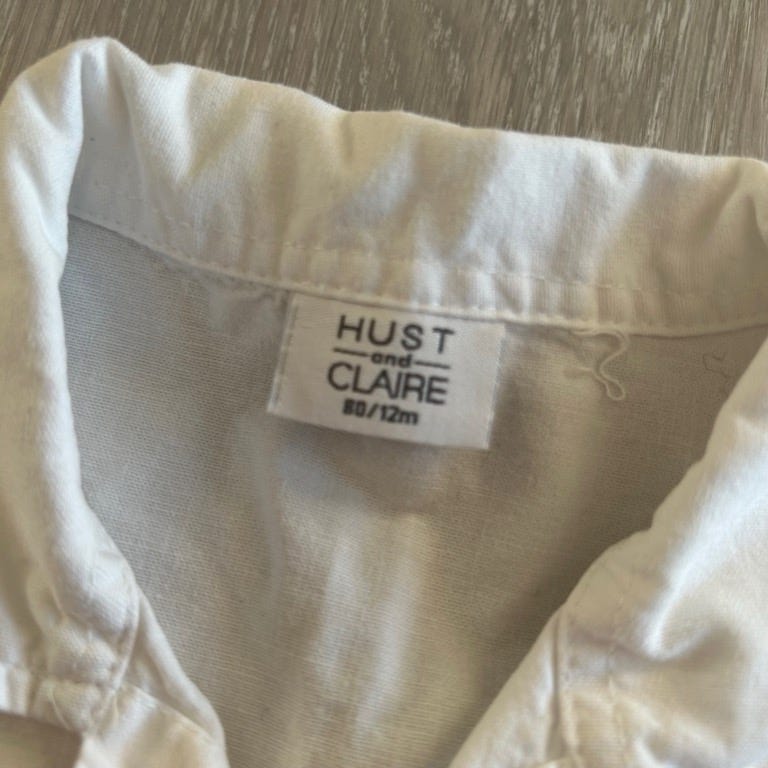 HUST
and
CLAIRE
80/12m